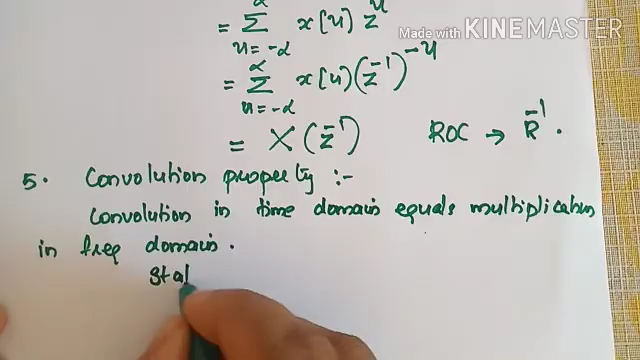 = Σ x[n] z^n
n = -∞
Made with KINEMASTER
= Σ x[n] (z^-1)^-n
n = -∞
= X(z^-1) ROC → R^-1.
5. Convolution property :-
Convolution in time domain equals multiplication
in freq domain.
Stat